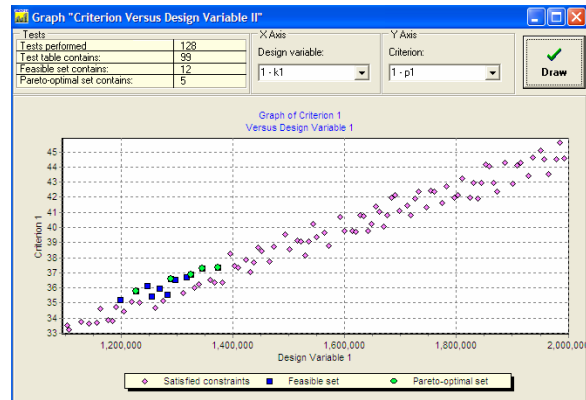 Graph "Criterion Versus Design Variable II"
Tests
Tests performed 128
Test table contains: 99
Feasible set contains: 12
Pareto-optimal set contains: 5
X Axis
Design variable:
1 - k1
Y Axis
Criterion:
1 - p1
Draw
Graph of Criterion 1
Versus Design Variable 1
Criterion 1
45
44
43
42
41
40
39
38
37
36
35
34
33
1,200,000 1,400,000 1,600,000 1,800,000 2,000,000
Design Variable 1
Satisfied constraints Feasible set Pareto-optimal set